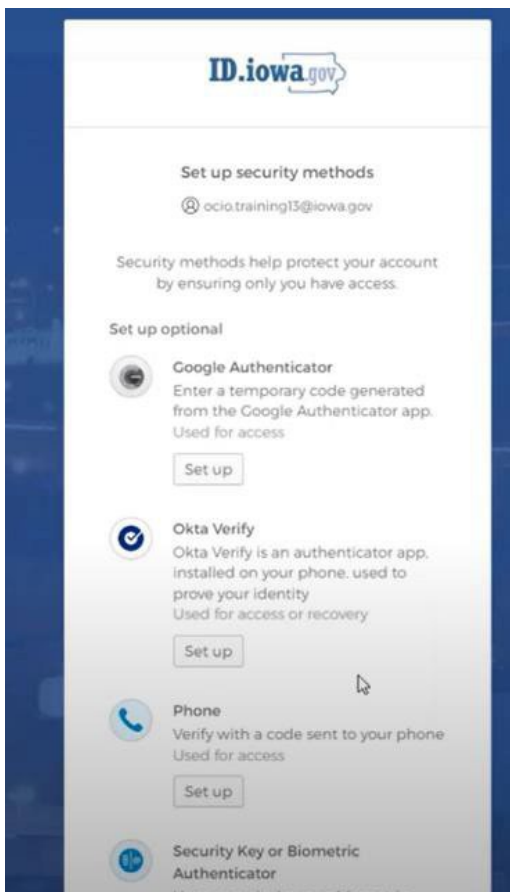 ID.iowa.gov
Set up security methods
ocio.training13@iowa.gov
Security methods help protect your account
by ensuring only you have access.
Set up optional
Google Authenticator
Enter a temporary code generated
from the Google Authenticator app.
Used for access
Set up
Okta Verify
Okta Verify is an authenticator app,
installed on your phone, used to
prove your identity
Used for access or recovery
Set up
Phone
Verify with a code sent to your phone
Used for access
Set up
Security Key or Biometric
Authenticator